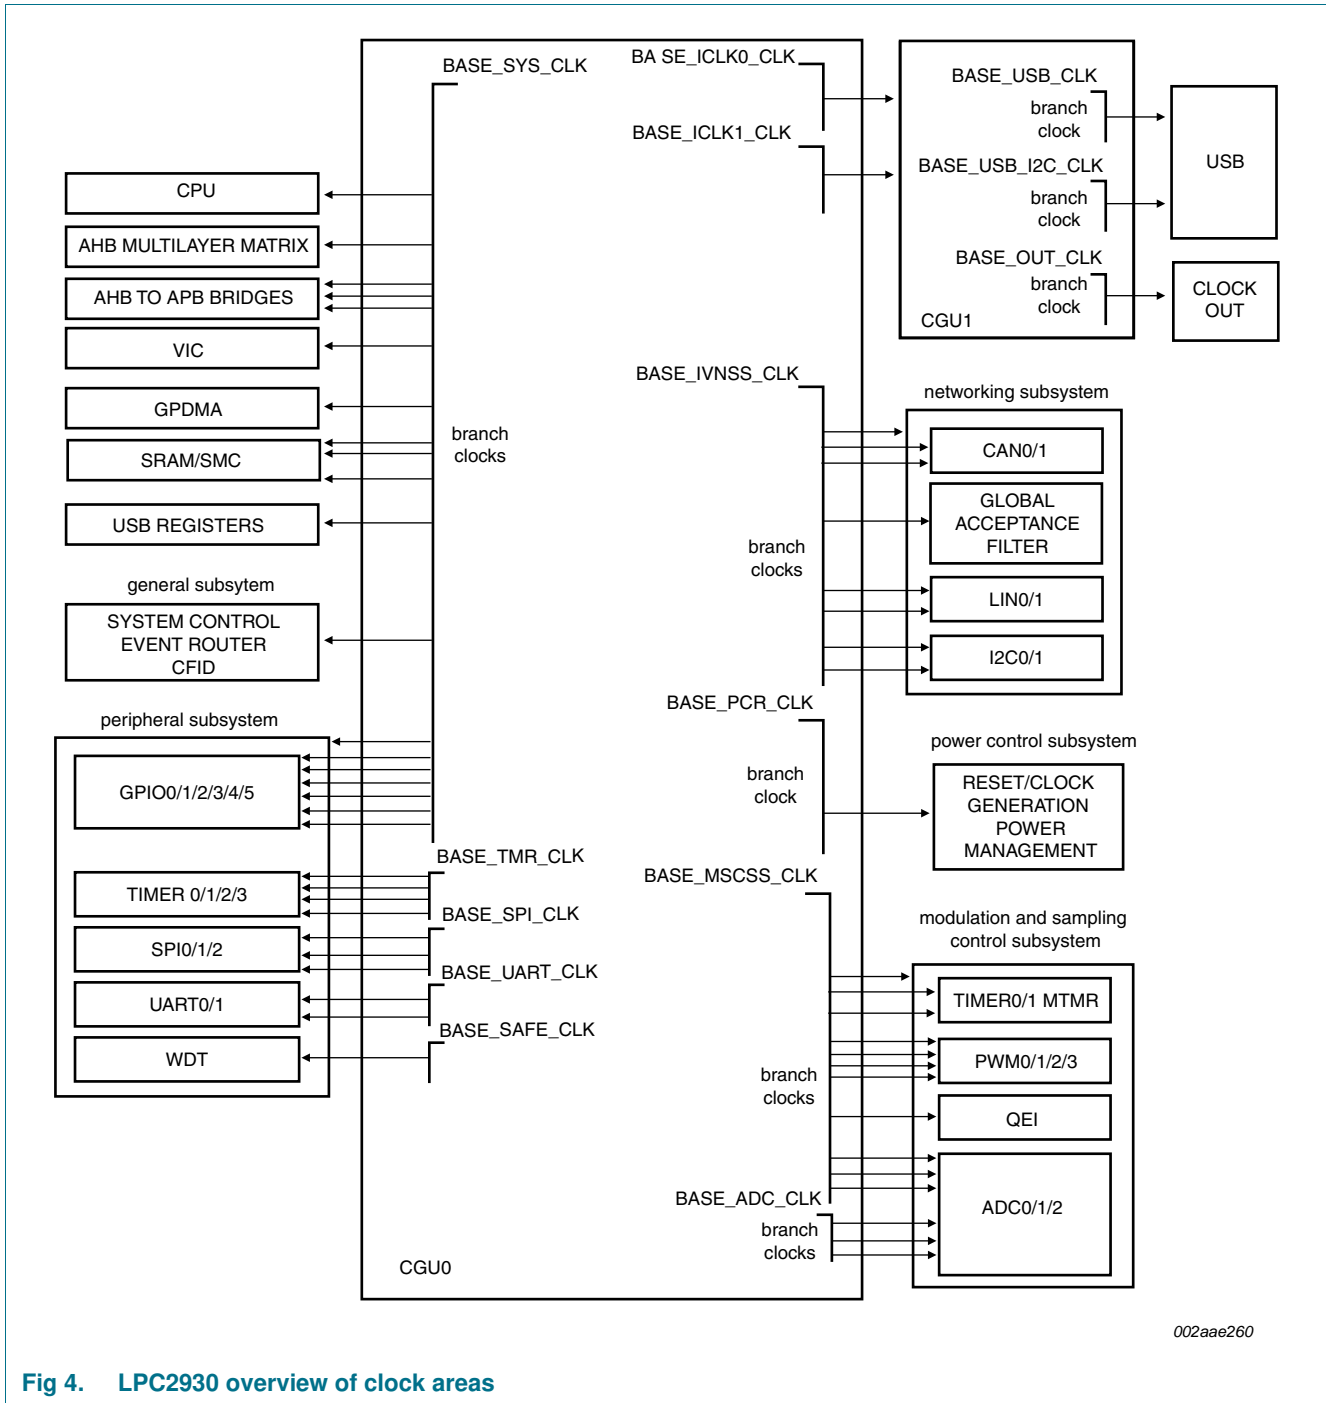 BASE_SYS_CLK
BA SE_ICLK0_CLK
BASE_ICLK1_CLK
BASE_USB_CLK
branch
clock
BASE_USB_I2C_CLK
branch
clock
BASE_OUT_CLK
branch
clock
CGU1
USB
CLOCK
OUT
CPU
AHB MULTILAYER MATRIX
AHB TO APB BRIDGES
VIC
GPDMA
SRAM/SMC
USB REGISTERS
branch
clocks
general subsytem
SYSTEM CONTROL
EVENT ROUTER
CFID
peripheral subsystem
GPIO0/1/2/3/4/5
TIMER 0/1/2/3
SPI0/1/2
UART0/1
WDT
BASE_TMR_CLK
BASE_SPI_CLK
BASE_UART_CLK
BASE_SAFE_CLK
BASE_IVNSS_CLK
branch
clocks
networking subsystem
CAN0/1
GLOBAL
ACCEPTANCE
FILTER
LIN0/1
I2C0/1
BASE_PCR_CLK
branch
clock
power control subsystem
RESET/CLOCK
GENERATION
POWER
MANAGEMENT
BASE_MSCSS_CLK
branch
clocks
modulation and sampling
control subsystem
TIMER0/1 MTMR
PWM0/1/2/3
QEI
ADC0/1/2
BASE_ADC_CLK
branch
clocks
CGU0
002aae260
Fig 4. LPC2930 overview of clock areas